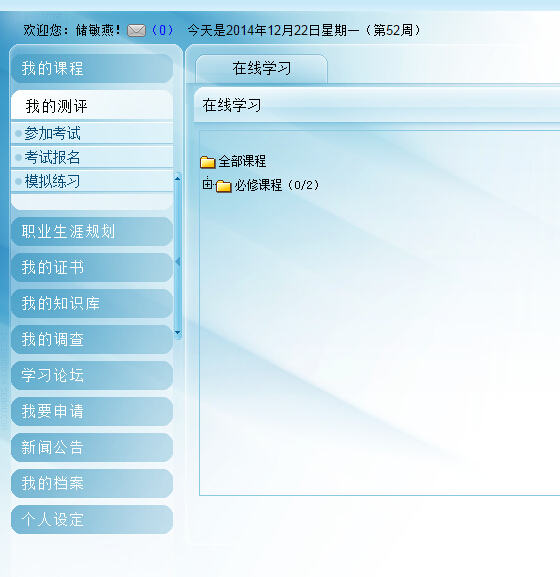 欢迎您：储敏燕！（0） 今天是2014年12月22日星期一（第52周）
我的课程
我的测评
参加考试
考试报名
模拟练习
职业生涯规划
我的证书
我的知识库
我的调查
学习论坛
我要申请
新闻公告
我的档案
个人设定
在线学习
在线学习
全部课程
必修课程（0/2）